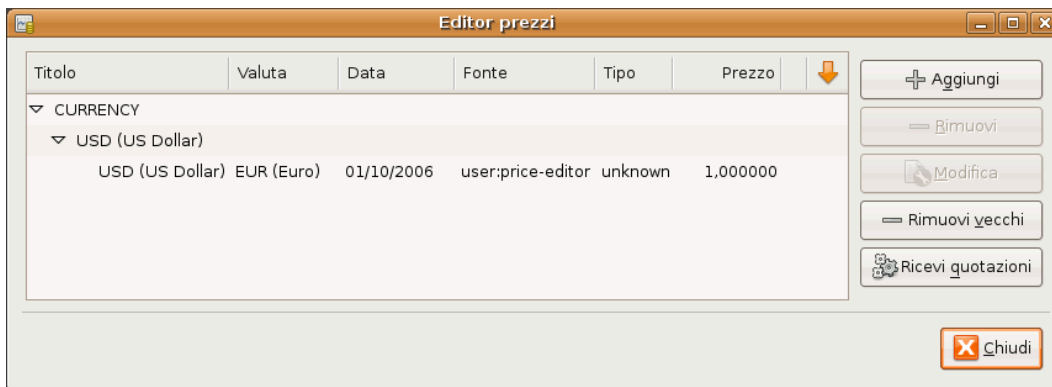 Editor prezzi
Titolo Valuta Data Fonte Tipo Prezzo
CURRENCY
USD (US Dollar)
USD (US Dollar) EUR (Euro) 01/10/2006 user:price-editor unknown 1,000000
Aggiungi
Rimuovi
Modifica
Rimuovi vecchi
Ricevi quotazioni
Chiudi